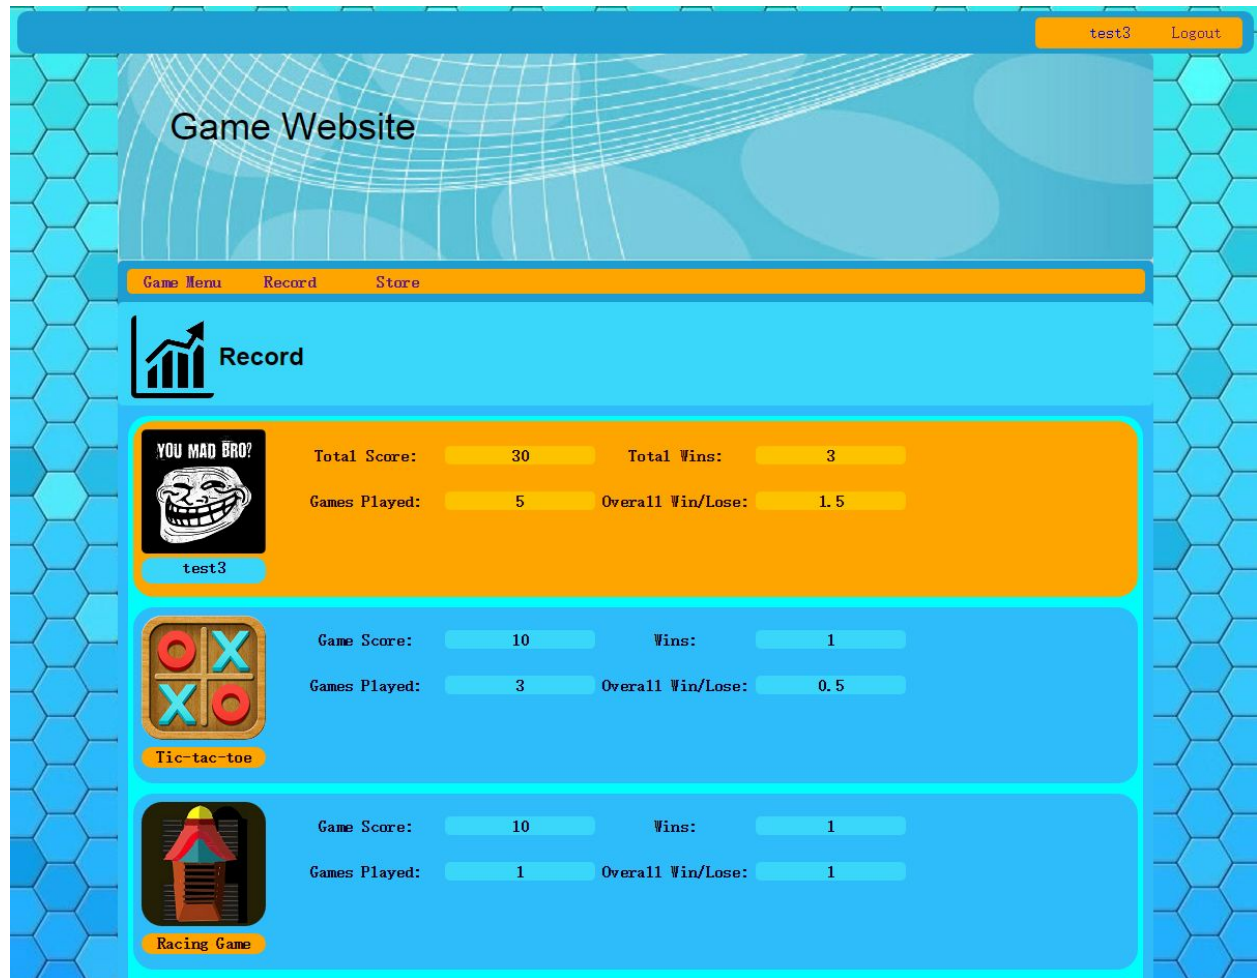 test3 Logout
Game Website
Game Menu Record Store
Record
YOU MAD BRO?
Total Score: 30 Total Wins: 3
Games Played: 5 Overall Win/Lose: 1.5
test3
Game Score: 10 Wins: 1
Games Played: 3 Overall Win/Lose: 0.5
Tic-tac-toe
Game Score: 10 Wins: 1
Games Played: 1 Overall Win/Lose: 1
Racing Game